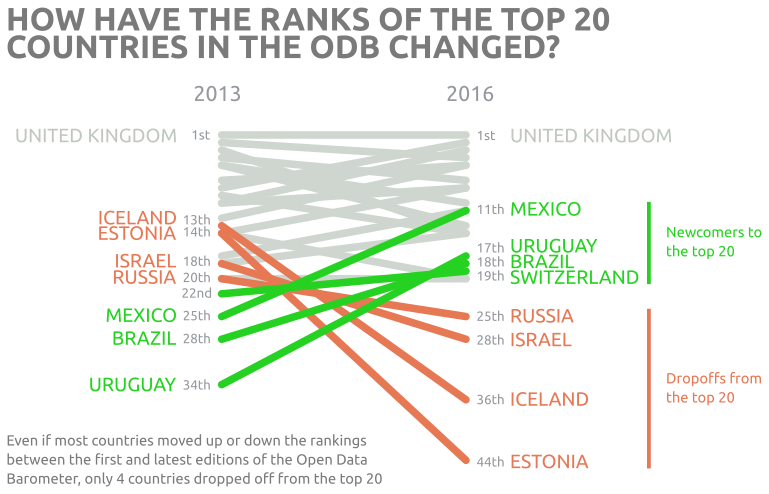 HOW HAVE THE RANKS OF THE TOP 20
COUNTRIES IN THE ODB CHANGED?
2013 2016
UNITED KINGDOM 1st 1st UNITED KINGDOM
11th MEXICO
ICELAND 13th
ESTONIA 14th
Newcomers to
the top 20
17th URUGUAY
ISRAEL 18th 18th BRAZIL
RUSSIA 20th 19th SWITZERLAND
22nd
MEXICO 25th 25th RUSSIA
BRAZIL 28th 28th ISRAEL
URUGUAY 34th
Dropoffs from
the top 20
36th ICELAND
44th ESTONIA
Even if most countries moved up or down the rankings
between the first and latest editions of the Open Data
Barometer, only 4 countries dropped off from the top 20